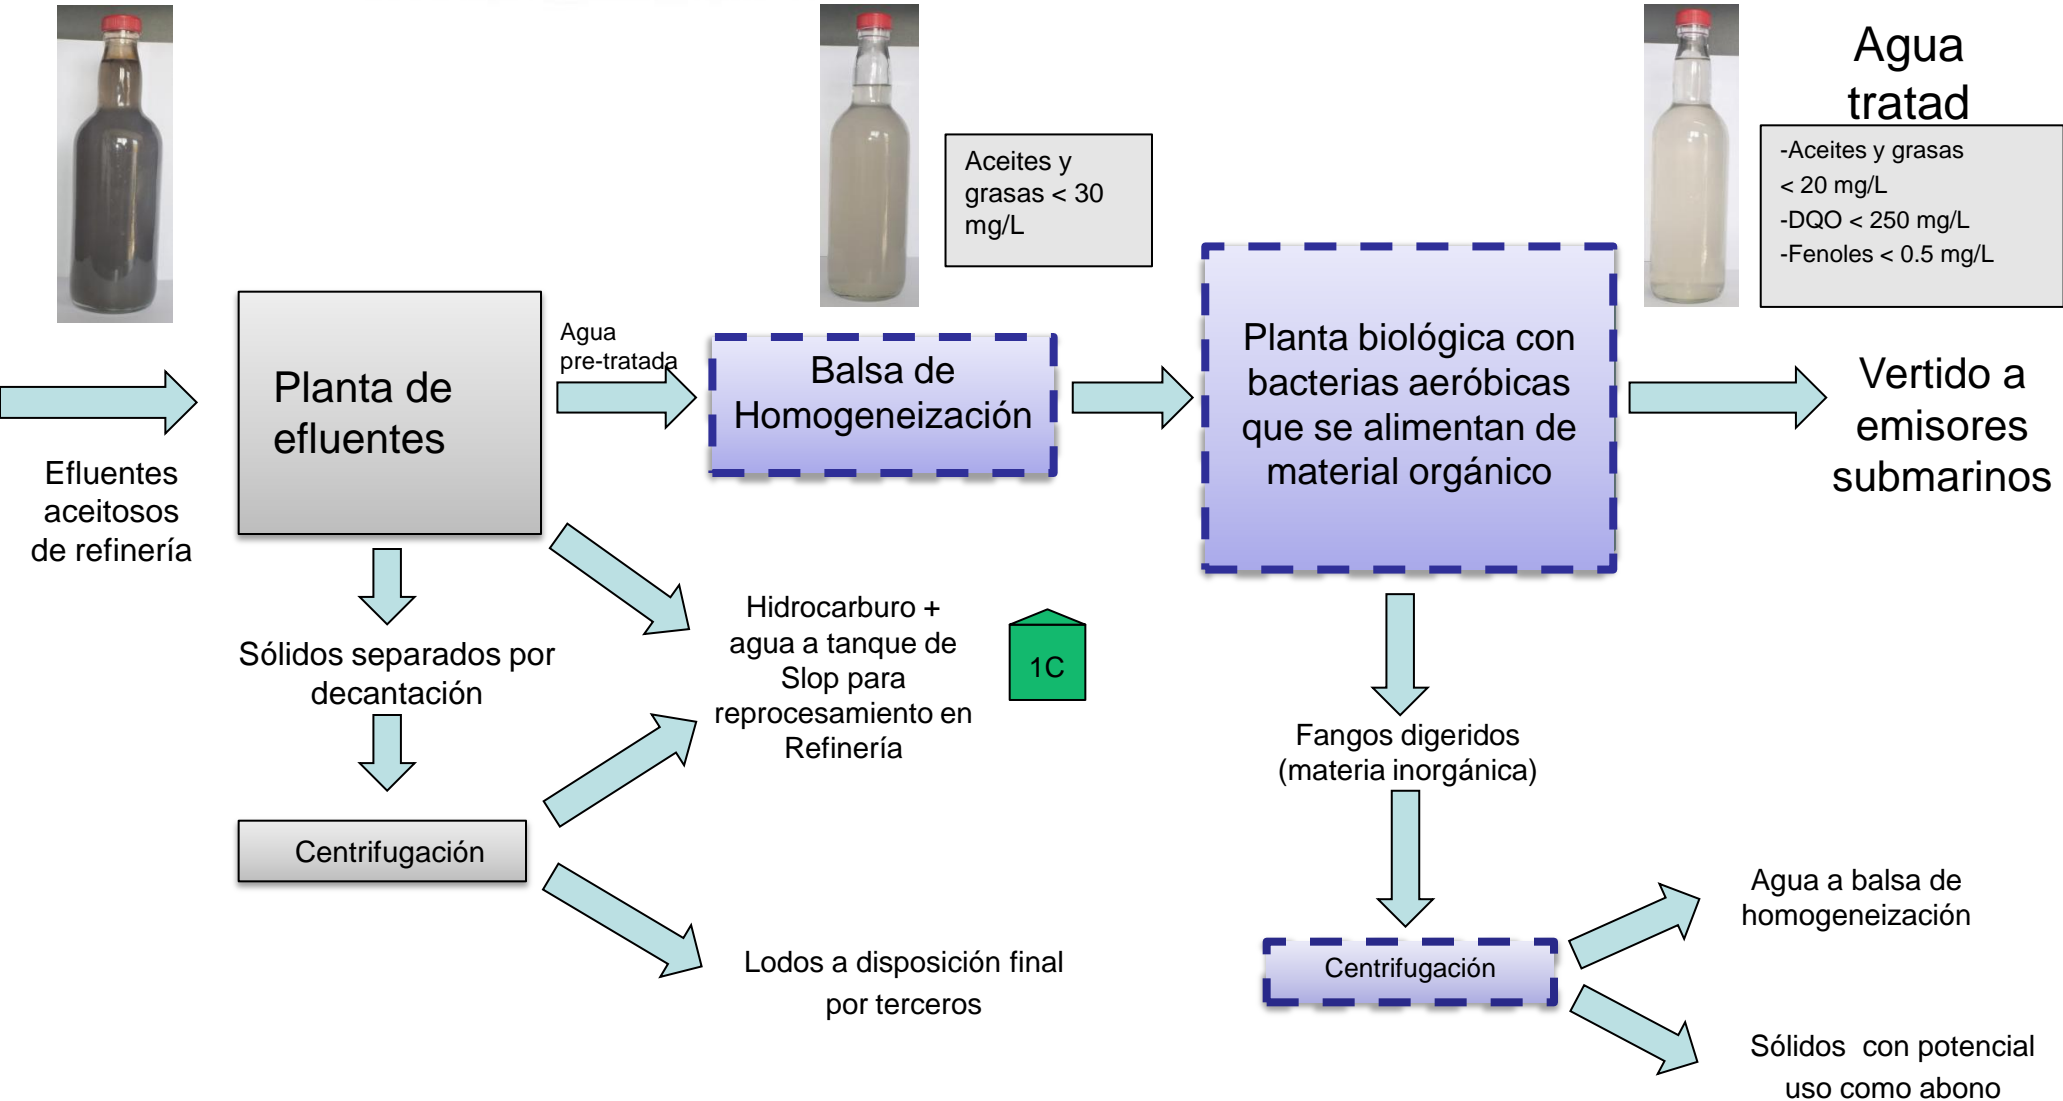 Agua
tratad
Aceites y
grasas < 30
mg/L
-Aceites y grasas
< 20 mg/L
-DQO < 250 mg/L
-Fenoles < 0.5 mg/L
Efluentes
aceitosos
de refinería
Planta de
efluentes
Agua
pre-tratada
Balsa de
Homogeneización
Planta biológica con
bacterias aeróbicas
que se alimentan de
material orgánico
Vertido a
emisores
submarinos
Sólidos separados por
decantación
Hidrocarburo +
agua a tanque de
Slop para
reprocesamiento en
Refinería
1C
Fangos digeridos
(materia inorgánica)
Centrifugación
Lodos a disposición final
por terceros
Centrifugación
Agua a balsa de
homogeneización
Sólidos  con potencial
uso como abono